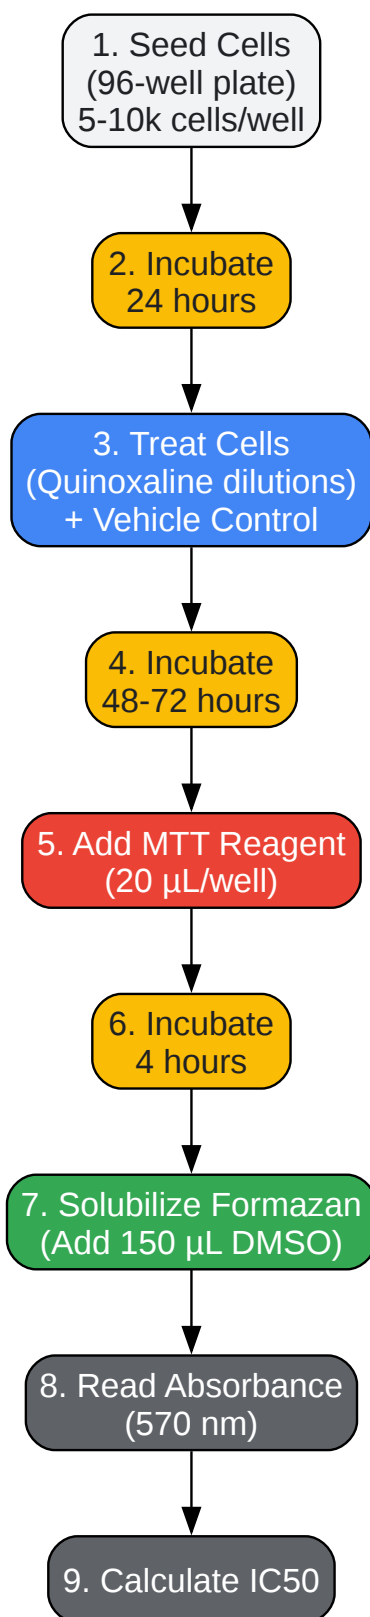 1. Seed Cells
(96-well plate)
5-10k cells/well
2. Incubate
24 hours
3. Treat Cells
(Quinoxaline dilutions)
+ Vehicle Control
4. Incubate
48-72 hours
5. Add MTT Reagent
(20 µL/well)
6. Incubate
4 hours
7. Solubilize Formazan
(Add 150 µL DMSO)
8. Read Absorbance
(570 nm)
9. Calculate IC50